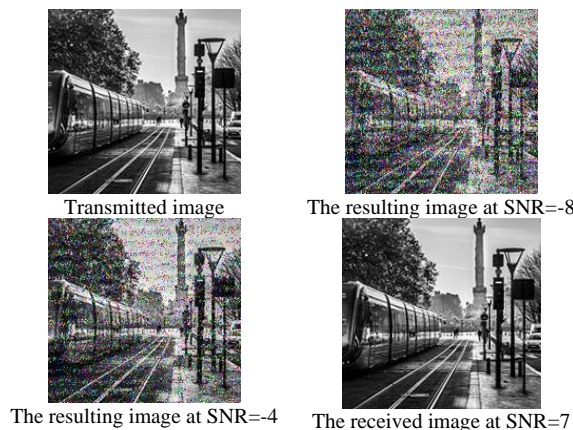 Transmitted image
The resulting image at SNR=-8
The resulting image at SNR=-4
The received image at SNR=7